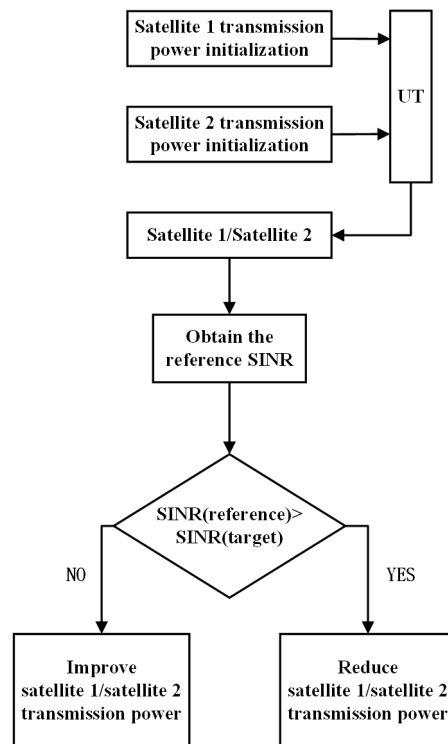 Satellite 1 transmission
power initialization
UT
Satellite 2 transmission
power initialization
Satellite 1/Satellite 2
Obtain the
reference SINR
SINR(reference)>
SINR(target)
NO
YES
Improve
satellite 1/satellite 2
transmission power
Reduce
satellite 1/satellite 2
transmission power